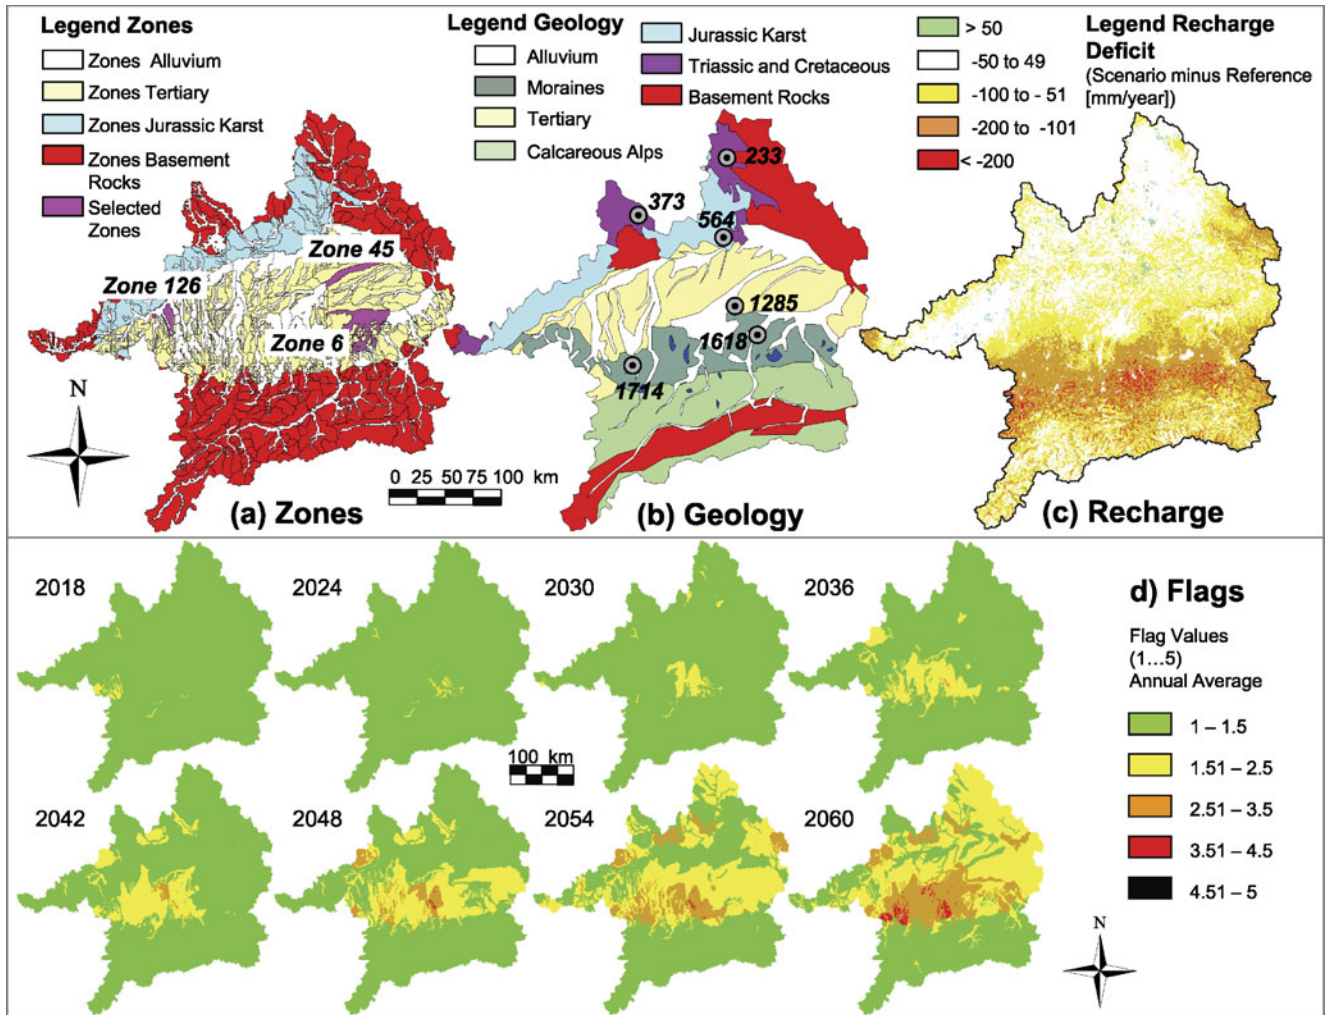 Legend Zones
Zones Alluvium
Zones Tertiary
Zones Jurassic Karst
Zones Basement
Rocks
Selected
Zones
Zone 45
Zone 126
Zone 6
N
0 25 50 75 100 km
(a) Zones
Legend Geology
Alluvium
Moraines
Tertiary
Calcareous Alps
Jurassic Karst
Triassic and Cretaceous
Basement Rocks
233
373
564
1285
1618
1714
(b) Geology
> 50
-50 to 49
-100 to - 51
-200 to -101
< -200
Legend Recharge
Deficit
(Scenario minus Reference
[mm/year])
(c) Recharge
2018
2024
2030
2036
100 km
2042
2048
2054
2060
d) Flags
Flag Values
(1...5)
Annual Average
1 – 1.5
1.51 – 2.5
2.51 – 3.5
3.51 – 4.5
4.51 – 5
N